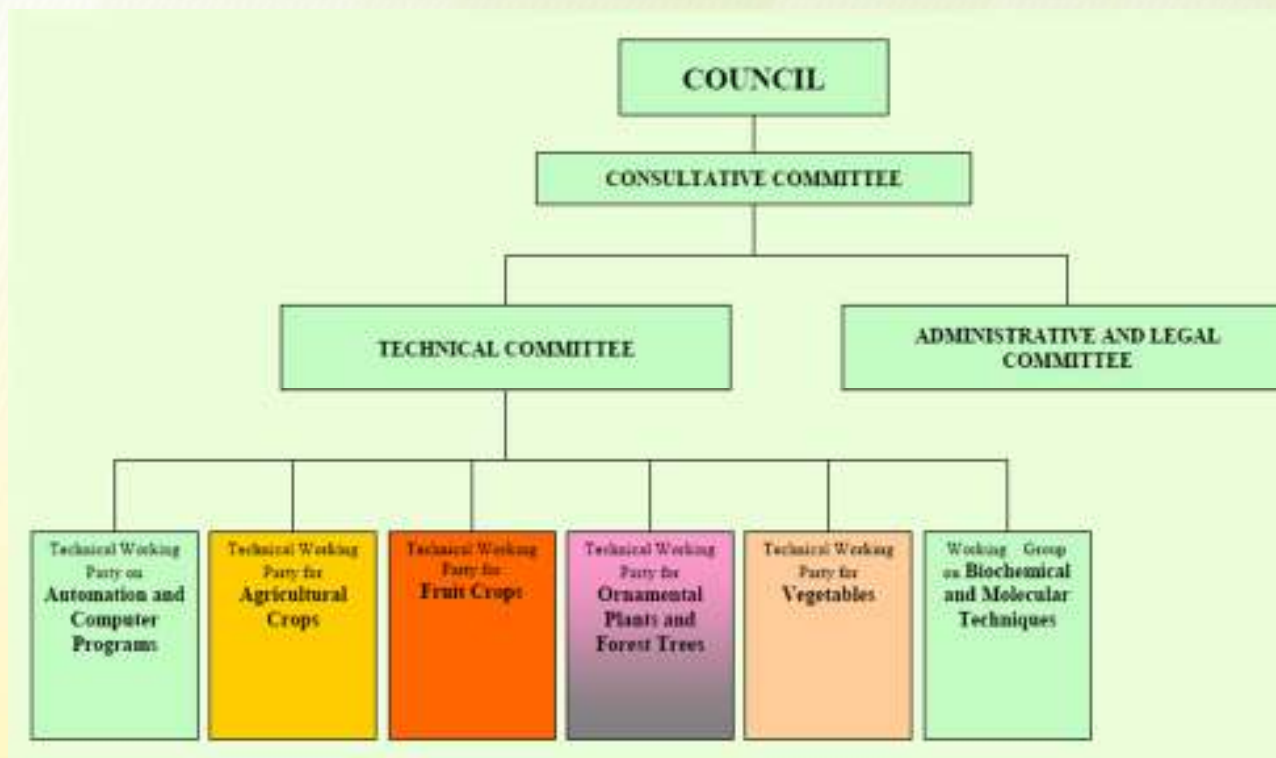 COUNCIL
CONSULTATIVE COMMITTEE
TECHNICAL COMMITTEE
ADMINISTRATIVE AND LEGAL
COMMITTEE
Technical Working
Party on
Automation and
Computer
Programs
Technical Working
Party for
Agricultural
Crops
Technical Working
Party for
Fruit Crops
Technical Working
Party for
Ornamental
Plants and
Forest Trees
Technical Working
Party for
Vegetables
Working Group
on Biochemical
and Molecular
Techniques